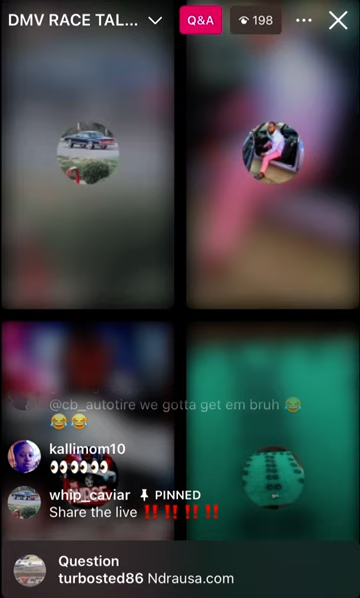 DMV RACE TAL...
Q&A
198
@cb_autotire we gotta get em bruh 😂
😂😂
kallimom10
👀👀👀
whip_caviar 📌 PINNED
Share the live ‼️‼️‼️‼️
Question
turbosted86 Ndrausa.com